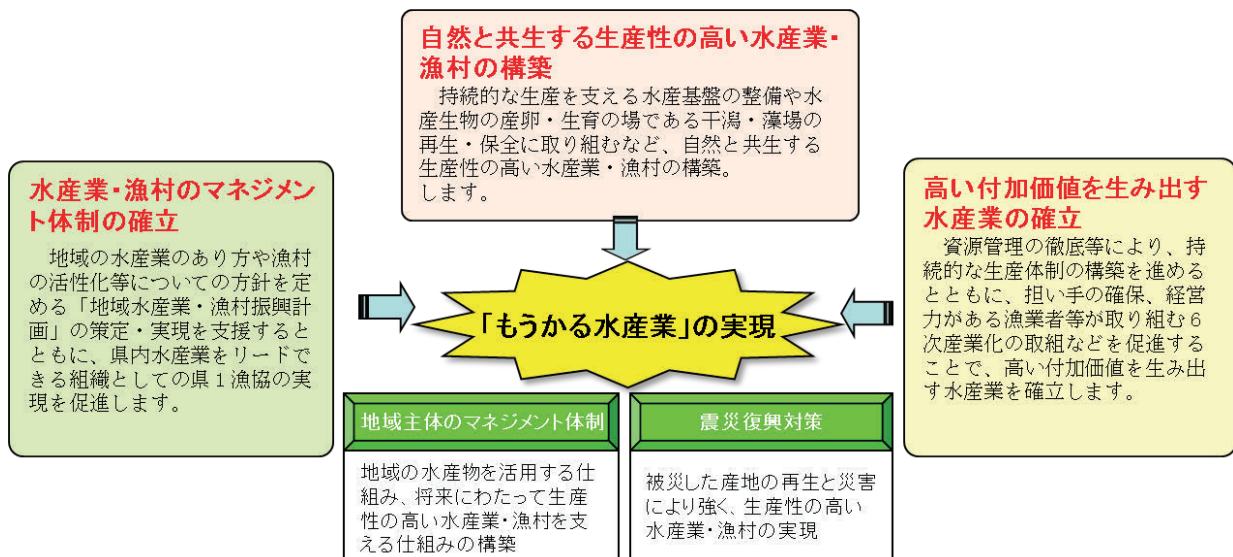 自然と共生する生産性の高い水産業・
漁村の構築
持続的な生産を支える水産基盤の整備や水
産生物の産卵・生育の場である干潟・藻場の
再生・保全に取り組むなど、自然と共生する
生産性の高い水産業・漁村の構築。
します。
水産業・漁村のマネジメン
ト体制の確立
地域の水産業のあり方や漁村
の活性化等についての方針を定
める「地域水産業・漁村振興計
画」の策定・実現を支援すると
ともに、県内水産業をリードで
きる組織としての県1漁協の実
現を促進します。
高い付加価値を生み出す
水産業の確立
資源管理の徹底等により、持
続的な生産体制の構築を進める
とともに、担い手の確保、経営
力がある漁業者等が取り組む6
次産業化の取組などを促進する
ことで、高い付加価値を生み出
す水産業を確立します。
「もうかる水産業」の実現
地域主体のマネジメント体制
地域の水産物を活用する仕
組み、将来にわたって生産
性の高い水産業・漁村を支
える仕組みの構築
震災復興対策
被災した産地の再生と災害
により強く、生産性の高い
水産業・漁村の実現